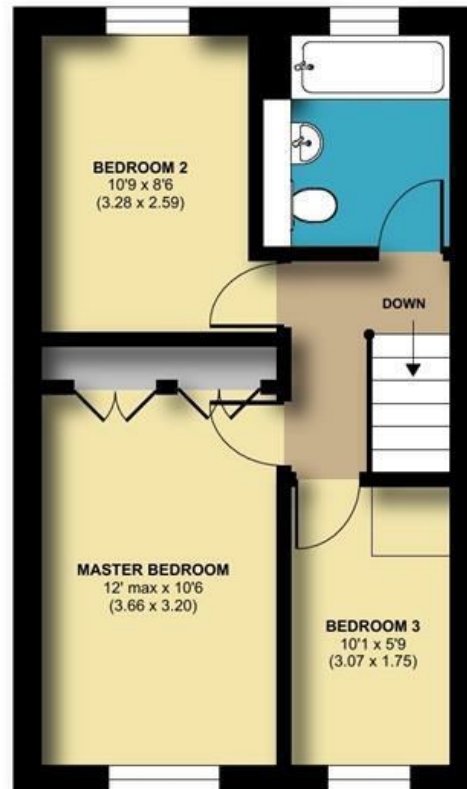 BEDROOM 2
10'9 x 8'6
(3.28 x 2.59)
DOWN
MASTER BEDROOM
12' max x 10'6
(3.66 x 3.20)
BEDROOM 3
10'1 x 5'9
(3.07 x 1.75)